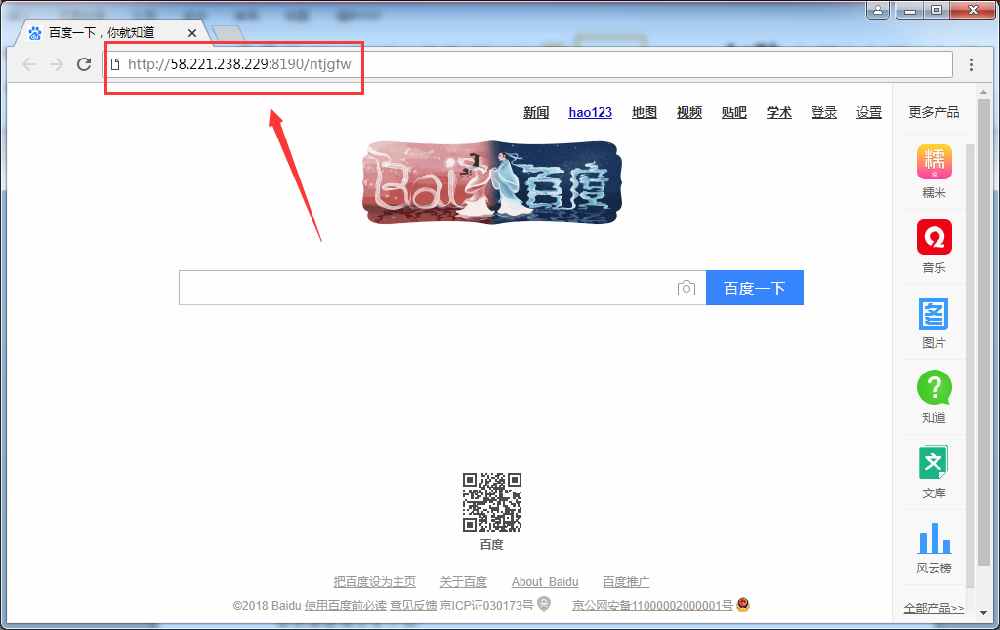 百度一下，你就知道
http://58.221.238.229:8190/ntjgfw
新闻 hao123 地图 视频 贴吧 学术 登录 设置 更多产品
Bai 百度
糯
糯米
音乐
百度一下
图片
知道
文
文库
百度
风云榜
把百度设为主页 关于百度 About Baidu 百度推广
©2018 Baidu 使用百度前必读 意见反馈 京ICP证030173号 京公网安备11000002000001号
全部产品>>